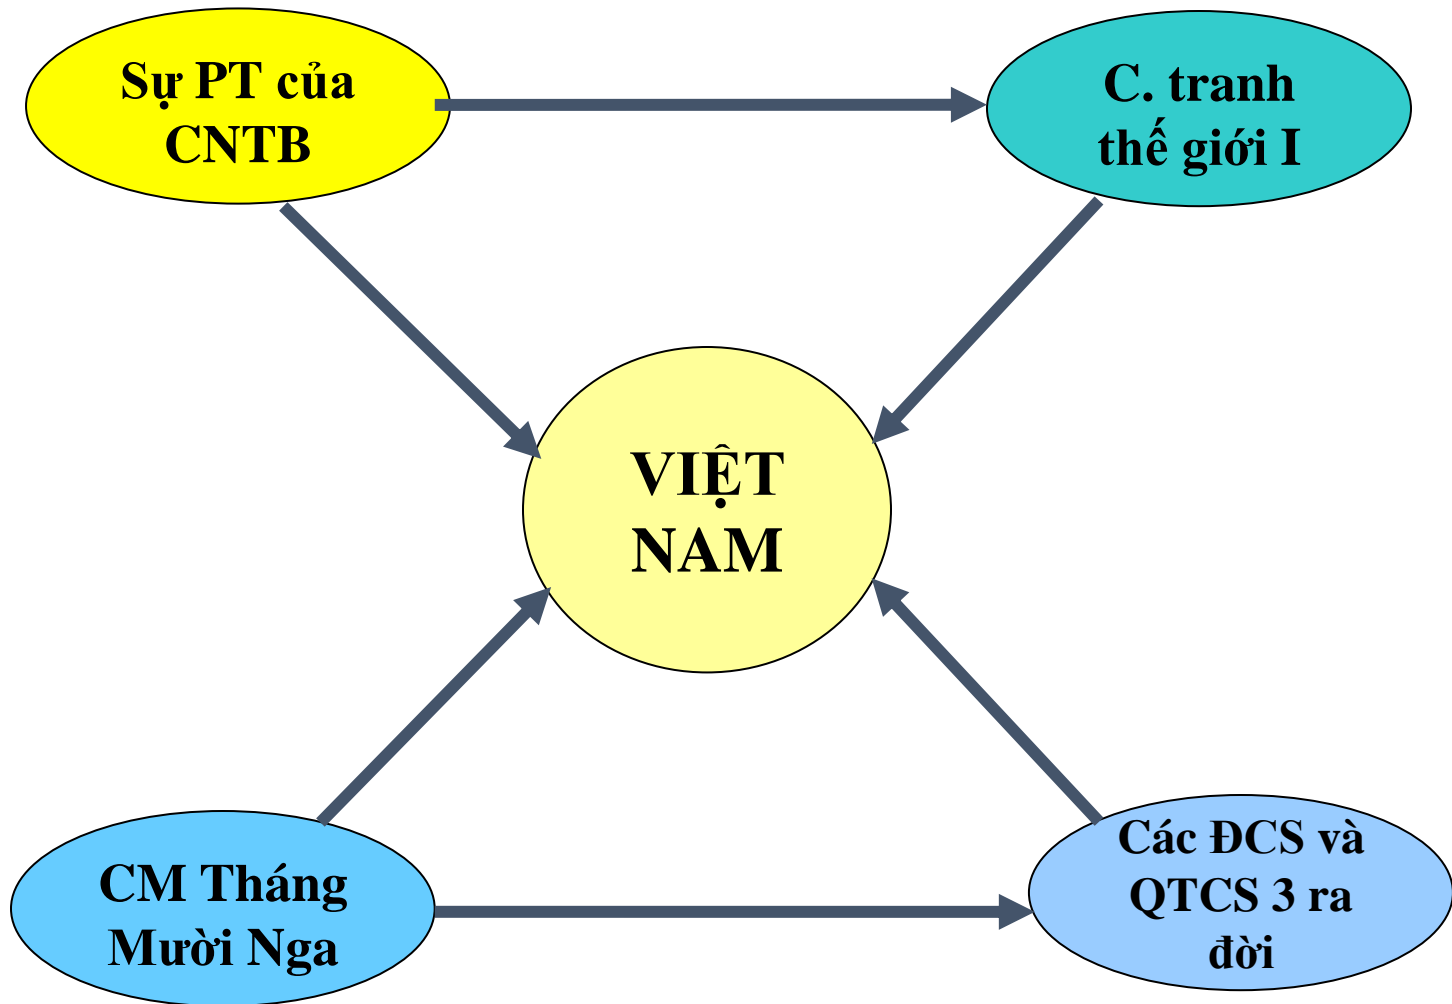 Sự PT của
CNTB
C. tranh
thế giới I
VIỆT
NAM
CM Tháng
Mười Nga
Các ĐCS và
QTCS 3 ra
đời